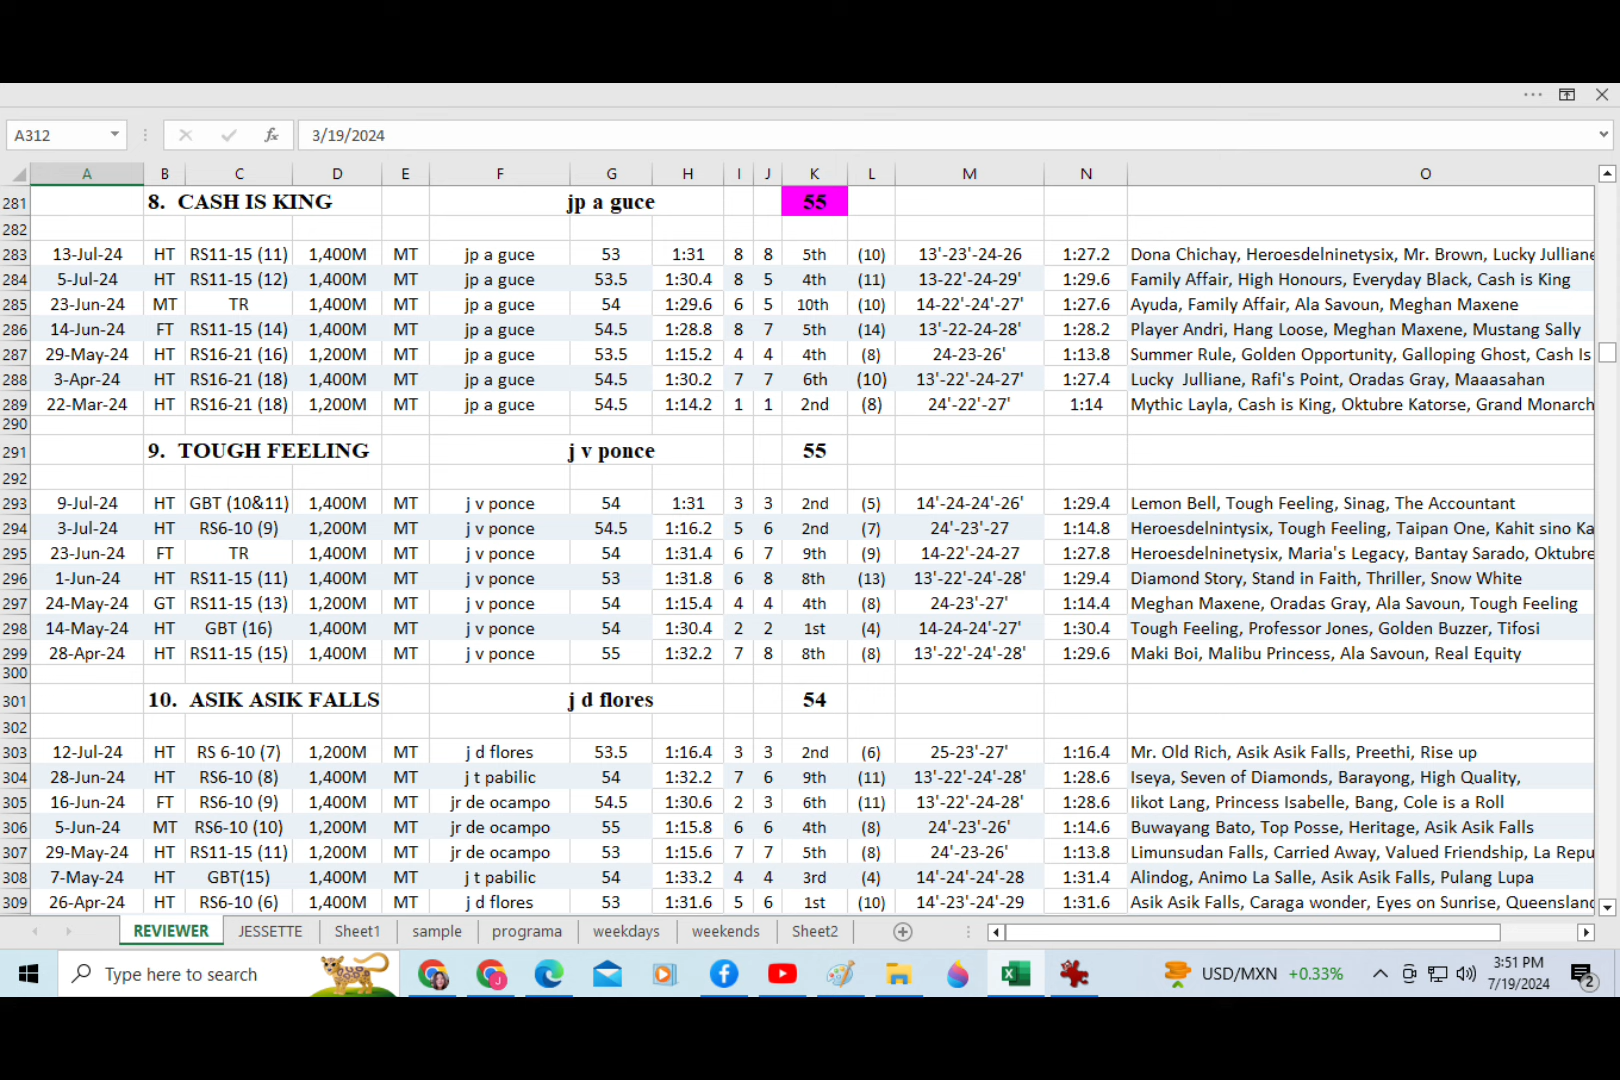 A312 fx 3/19/2024
A B C D E F G H I J K L M N O
281 8. CASH IS KING jp a guce 55
282
283 13-Jul-24 HT RS11-15 (11) 1,400M MT jp a guce 53 1:31 8 8 5th (10) 13'-23'-24-26 1:27.2 Dona Chichay, Heroesdelninetysix, Mr. Brown, Lucky Julliane
284 5-Jul-24 HT RS11-15 (12) 1,400M MT jp a guce 53.5 1:30.4 8 5 4th (11) 13-22'-24-29' 1:29.6 Family Affair, High Honours, Everyday Black, Cash is King
285 23-Jun-24 MT TR 1,400M MT jp a guce 54 1:29.6 6 5 10th (10) 14-22'-24'-27' 1:27.6 Ayuda, Family Affair, Ala Savoun, Meghan Maxene
286 14-Jun-24 FT RS11-15 (14) 1,400M MT jp a guce 54.5 1:28.8 8 7 5th (14) 13'-22-24-28' 1:28.2 Player Andri, Hang Loose, Meghan Maxene, Mustang Sally
287 29-May-24 HT RS16-21 (16) 1,200M MT jp a guce 53.5 1:15.2 4 4 4th (8) 24-23-26' 1:13.8 Summer Rule, Golden Opportunity, Galloping Ghost, Cash Is
288 3-Apr-24 HT RS16-21 (18) 1,400M MT jp a guce 54.5 1:30.2 7 7 6th (10) 13'-22'-24-27' 1:27.4 Lucky Julliane, Rafi's Point, Oradas Gray, Maaasahan
289 22-Mar-24 HT RS16-21 (18) 1,200M MT jp a guce 54.5 1:14.2 1 1 2nd (8) 24'-22'-27' 1:14 Mythic Layla, Cash is King, Oktubre Katorse, Grand Monarch
290
291 9. TOUGH FEELING j v ponce 55
292
293 9-Jul-24 HT GBT (10&11) 1,400M MT j v ponce 54 1:31 3 3 2nd (5) 14'-24-24'-26' 1:29.4 Lemon Bell, Tough Feeling, Sinag, The Accountant
294 3-Jul-24 HT RS6-10 (9) 1,200M MT j v ponce 54.5 1:16.2 5 6 2nd (7) 24'-23'-27 1:14.8 Heroesdelnintysix, Tough Feeling, Taipan One, Kahit sino Ka
295 23-Jun-24 FT TR 1,400M MT j v ponce 54 1:31.4 6 7 9th (9) 14-22'-24-27 1:27.8 Heroesdelninetysix, Maria's Legacy, Bantay Sarado, Oktubre
296 1-Jun-24 HT RS11-15 (11) 1,400M MT j v ponce 53 1:31.8 6 8 8th (13) 13'-22'-24'-28' 1:29.4 Diamond Story, Stand in Faith, Thriller, Snow White
297 24-May-24 GT RS11-15 (13) 1,200M MT j v ponce 54 1:15.4 4 4 4th (8) 24-23'-27' 1:14.4 Meghan Maxene, Oradas Gray, Ala Savoun, Tough Feeling
298 14-May-24 HT GBT (16) 1,400M MT j v ponce 54 1:30.4 2 2 1st (4) 14-24-24'-27' 1:30.4 Tough Feeling, Professor Jones, Golden Buzzer, Tifosi
299 28-Apr-24 HT RS11-15 (15) 1,400M MT j v ponce 55 1:32.2 7 8 8th (8) 13'-22'-24'-28' 1:29.6 Maki Boi, Malibu Princess, Ala Savoun, Real Equity
300
301 10. ASIK ASIK FALLS j d flores 54
302
303 12-Jul-24 HT RS 6-10 (7) 1,200M MT j d flores 53.5 1:16.4 3 3 2nd (6) 25-23'-27' 1:16.4 Mr. Old Rich, Asik Asik Falls, Preethi, Rise up
304 28-Jun-24 HT RS6-10 (8) 1,400M MT j t pabilic 54 1:32.2 7 6 9th (11) 13'-22'-24'-28' 1:28.6 Iseya, Seven of Diamonds, Barayong, High Quality,
305 16-Jun-24 FT RS6-10 (9) 1,400M MT jr de ocampo 54.5 1:30.6 2 3 6th (11) 13'-22'-24-28' 1:28.6 Iikot Lang, Princess Isabelle, Bang, Cole is a Roll
306 5-Jun-24 MT RS6-10 (10) 1,200M MT jr de ocampo 55 1:15.8 6 6 4th (8) 24'-23'-26' 1:14.6 Buwayang Bato, Top Posse, Heritage, Asik Asik Falls
307 29-May-24 HT RS11-15 (11) 1,200M MT jr de ocampo 53 1:15.6 7 7 5th (8) 24'-23-26' 1:13.8 Limunsudan Falls, Carried Away, Valued Friendship, La Repu
308 7-May-24 HT GBT(15) 1,400M MT j t pabilic 54 1:33.2 4 4 3rd (4) 14'-24'-24'-28 1:31.4 Alindog, Animo La Salle, Asik Asik Falls, Pulang Lupa
309 26-Apr-24 HT RS6-10 (6) 1,400M MT j d flores 53 1:31.6 5 6 1st (10) 14'-23'-24'-29 1:31.6 Asik Asik Falls, Caraga wonder, Eyes on Sunrise, Queensland
REVIEWER JESSETTE Sheet1 sample programa weekdays weekends Sheet2
Type here to search USD/MXN +0.33% 3:51 PM
7/19/2024 2